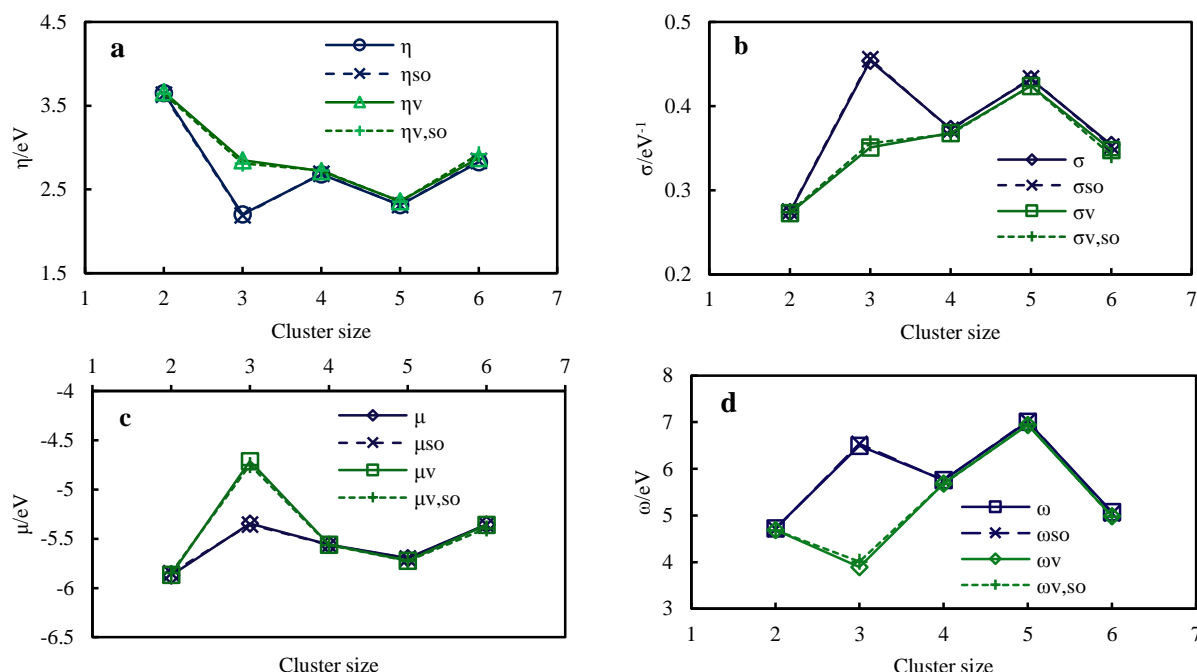 a
η
ηso
ηv
ηv,so
4.5
3.5
2.5
1.5
η/eV
1 2 3 4 5 6 7
Cluster size
b
σ
σso
σv
σv,so
0.5
0.4
0.3
0.2
σ/eV⁻¹
1 2 3 4 5 6 7
Cluster size
1 2 3 4 5 6 7
c
μ
μso
μv
μv,so
-4
-4.5
-5
-5.5
-6
-6.5
μ/eV
Cluster size
d
ω
ωso
ωv
ωv,so
8
7
6
5
4
3
ω/eV
1 2 3 4 5 6 7
Cluster size